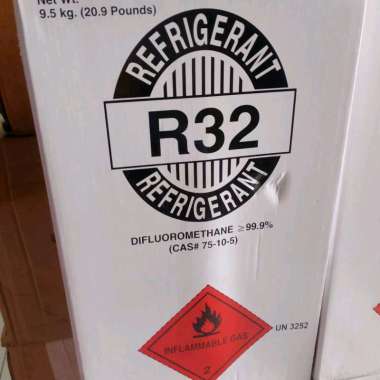 Net Wt.
9.5 kg. (20.9 Pounds)
REFRIGERANT
R32
REFRIGERANT
DIFLUOROMETHANE ≥99.9%
(CAS# 75-10-5)
INFLAMMABLE GAS
2
UN 3252